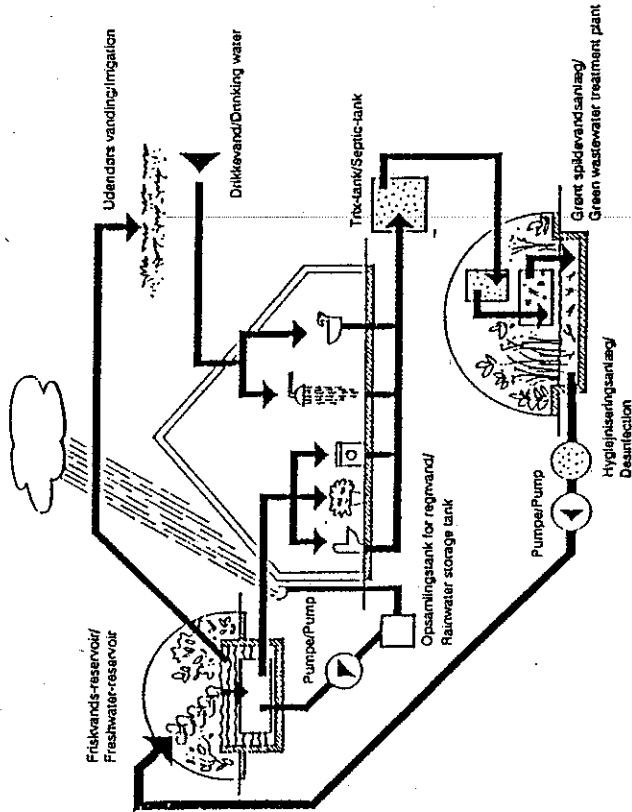 Udendørs vanding/Irrigation
Drikkevand/Drinking water
Friskvands-reservoir/
Freshwater-reservoir
Trix-tank/Septic-tank
Pumpe/Pump
Opsamlingstank for regnvand/
Rainwater storage tank
Grønt spildevandsanlæg/
Green wastewater treatment plant
Pumpe/Pump
Hygiejniseringsanlæg/
Desinfection